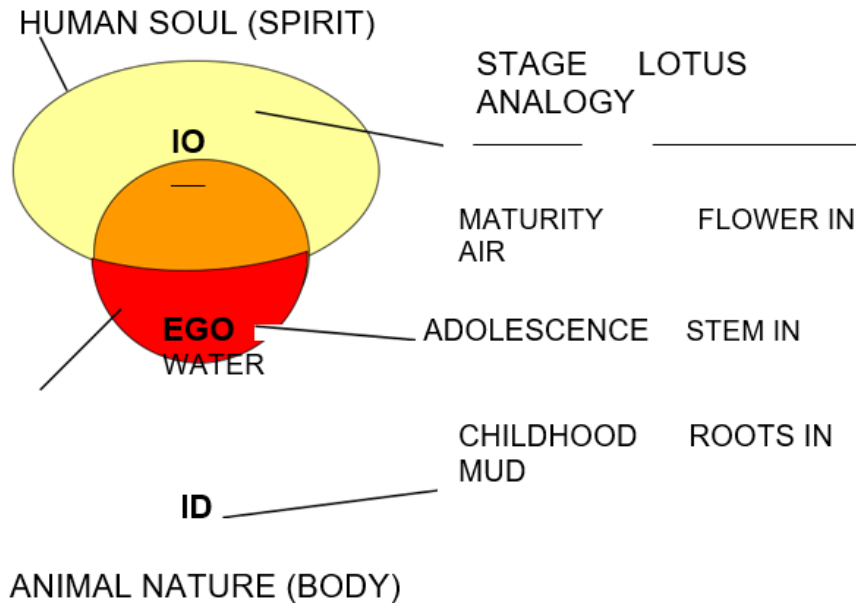 HUMAN SOUL (SPIRIT)
STAGE LOTUS
ANALOGY
IO
MATURITY FLOWER IN
AIR
EGO
WATER
ADOLESCENCE STEM IN
CHILDHOOD ROOTS IN
MUD
ID
ANIMAL NATURE (BODY)